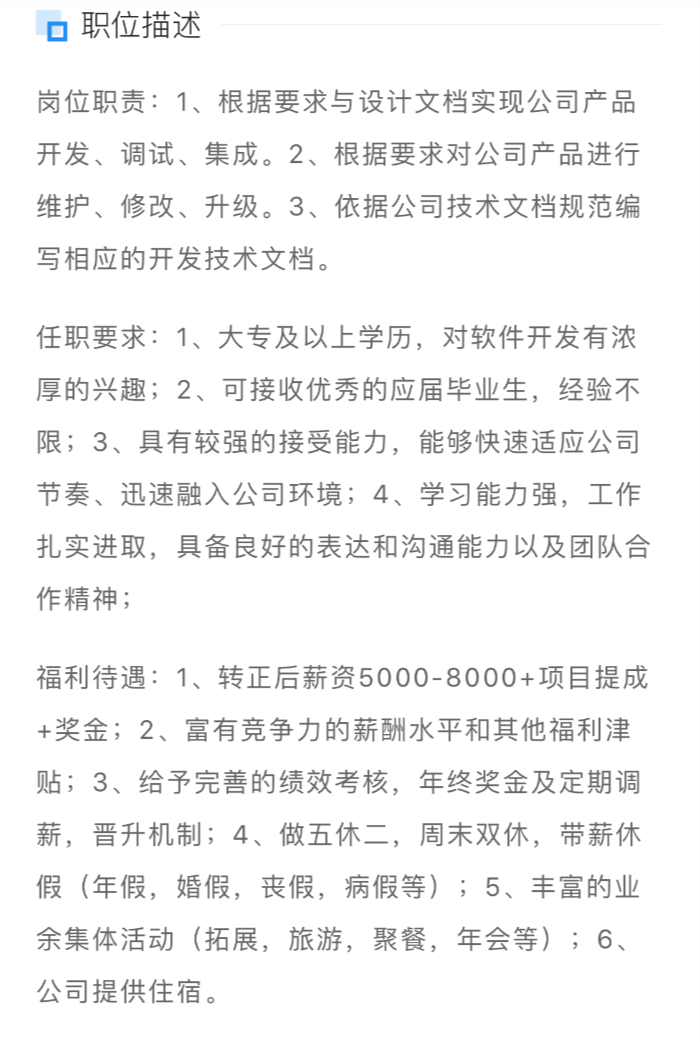 职位描述
岗位职责：1、根据要求与设计文档实现公司产品
开发、调试、集成。2、根据要求对公司产品进行
维护、修改、升级。3、依据公司技术文档规范编
写相应的开发技术文档。
任职要求：1、大专及以上学历，对软件开发有浓
厚的兴趣；2、可接收优秀的应届毕业生，经验不
限；3、具有较强的接受能力，能够快速适应公司
节奏、迅速融入公司环境；4、学习能力强，工作
扎实进取，具备良好的表达和沟通能力以及团队合
作精神；
福利待遇：1、转正后薪资5000-8000+项目提成
+奖金；2、富有竞争力的薪酬水平和其他福利津
贴；3、给予完善的绩效考核，年终奖金及定期调
薪，晋升机制；4、做五休二，周末双休，带薪休
假（年假，婚假，丧假，病假等）；5、丰富的业
余集体活动（拓展，旅游，聚餐，年会等）；6、
公司提供住宿。